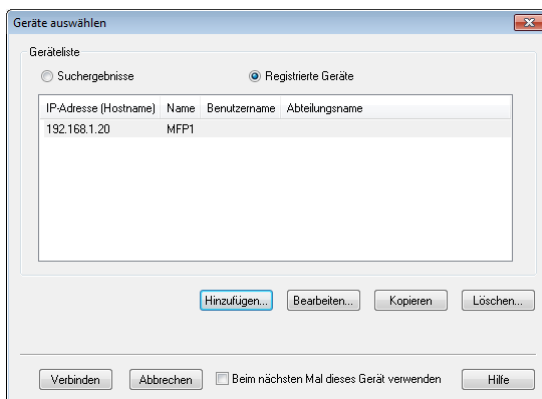 Geräte auswählen
Geräteliste
Suchergebnisse Registrierte Geräte
IP-Adresse (Hostname) Name Benutzername Abteilungsname
192.168.1.20 MFP1
Hinzufügen... Bearbeiten... Kopieren Löschen...
Verbinden Abbrechen Beim nächsten Mal dieses Gerät verwenden Hilfe